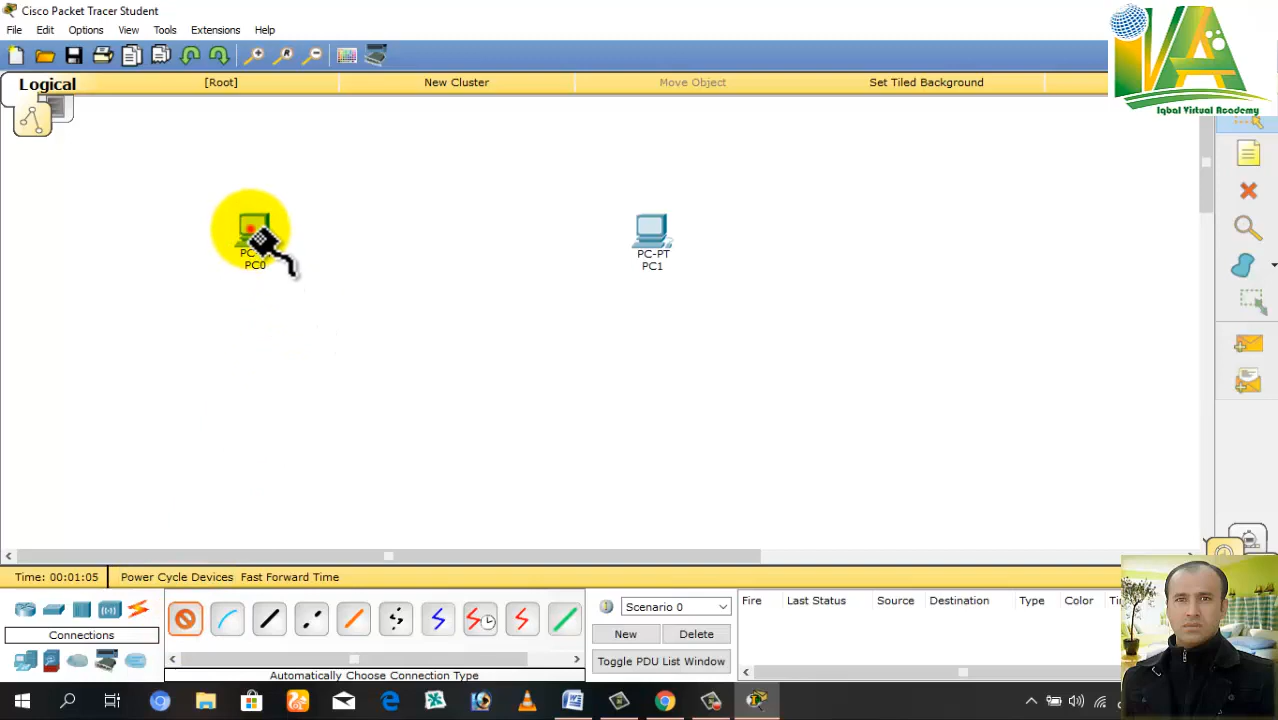 Cisco Packet Tracer Student
File Edit Options View Tools Extensions Help
Logical [Root] New Cluster Move Object Set Tiled Background
Iqbal Virtual Academy
PC-PT
PC0
PC1
Time: 00:01:05 Power Cycle Devices Fast Forward Time
Scenario 0
Fire Last Status Source Destination Type Color
New Delete
Connections
Toggle PDU List Window
Automatically Choose Connection Type